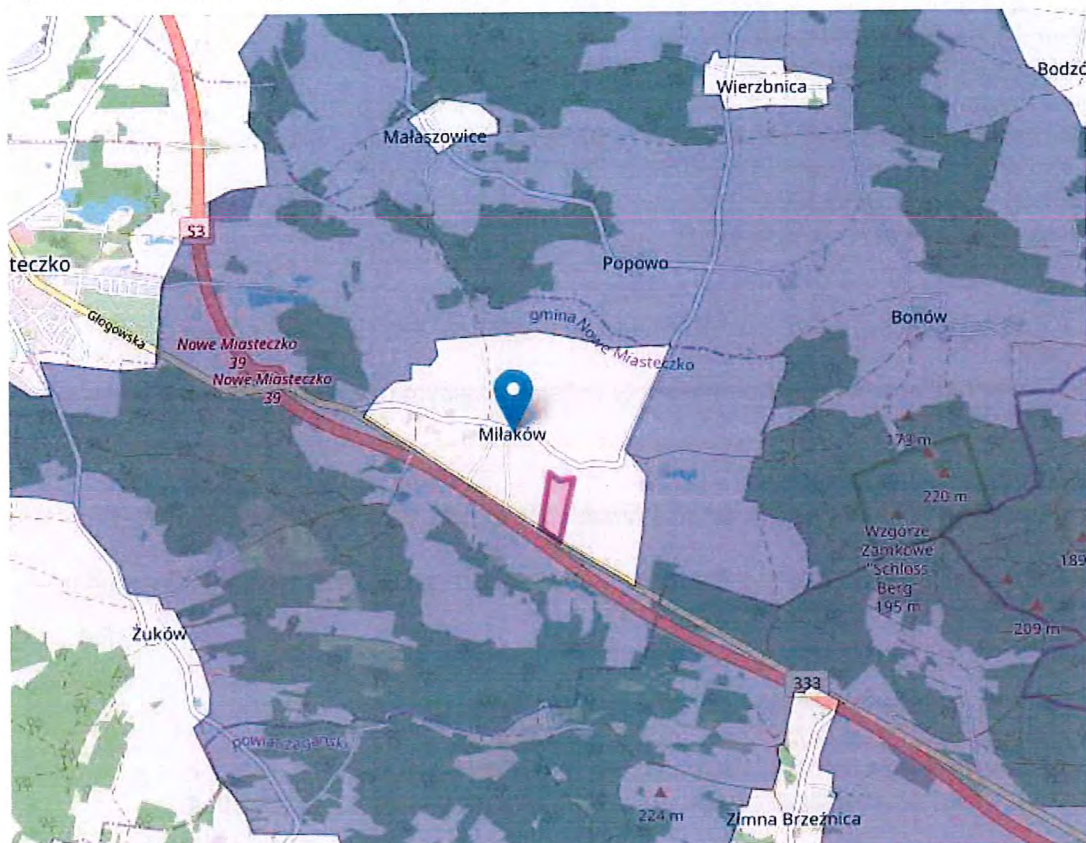 Bodzó
Wierzbnica
Małaszowice
S3
teczko
Popowo
Głogowska
gmina Nowe Miasteczko
Bonów
Nowe Miasteczko
39
Nowe Miasteczko
39
Miłaków
179 m
220 m
Wzgórze
Zamkowe
"Schloss
Berg"
195 m
189
209 m
Żuków
333
powiat żagański
224 m
Zimna Brzeźnica